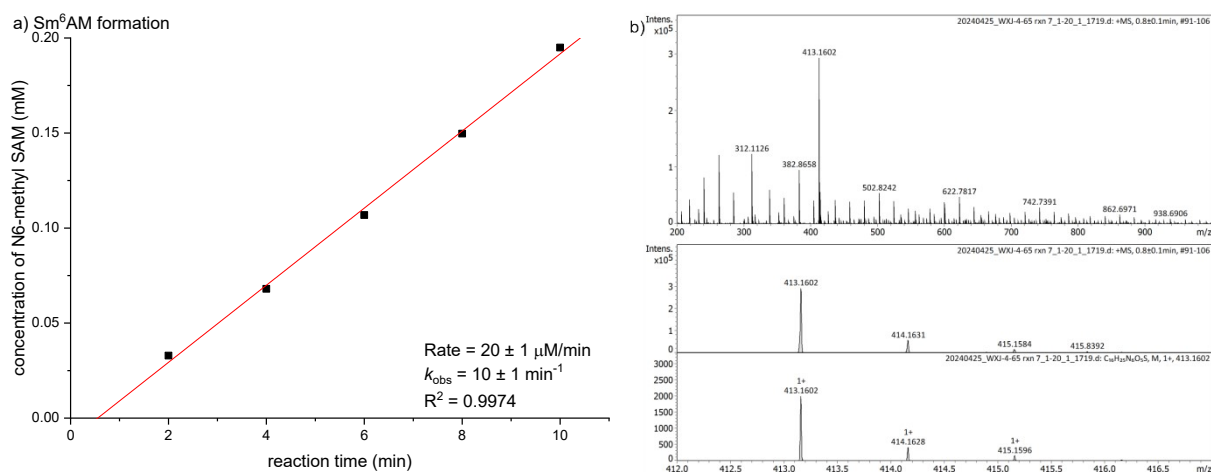 a) Sm⁶AM formation
concentration of N6-methyl SAM (mM)
0.20
0.15
0.10
0.05
0.00
0 2 4 6 8 10
reaction time (min)
Rate = 20 ± 1 μM/min
kobs = 10 ± 1 min⁻¹
R² = 0.9974
b)
Intens.
x10⁵
20240425_WXJ-4-65 rxn 7_1-20_1_1719.d: +MS, 0.8±0.1min, #91-106
3
2
1
0
413.1602
312.1126
382.8658
502.8242
622.7817
742.7391
862.6971
938.6906
200 300 400 500 600 700 800 900 m/z
Intens.
x10⁵
20240425_WXJ-4-65 rxn 7_1-20_1_1719.d: +MS, 0.8±0.1min, #91-106
3
2
1
0
413.1602
414.1631
415.1584
415.8392
20240425_WXJ-4-65 rxn 7_1-20_1_1719.d: C₁₆H₂₅N₆O₅S, M, 1+, 413.1602
3000
2500
2000
1500
1000
500
0
1+
413.1602
1+
414.1628
1+
415.1596
412.0 412.5 413.0 413.5 414.0 414.5 415.0 415.5 416.0 416.5 m/z